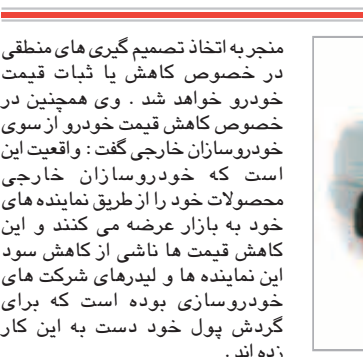 منجر به اتخاذ تصمیم گیری های منطقی
در خصوص کاهش یا ثبات قیمت
خودرو خواهد شد . وی همچنین در
خصوص کاهش قیمت خودرو از سوی
خودروسازان خارجی گفت : واقعیت این
است که خودروسازان خارجی
محصولات خود را از طریق نماینده های
خود به بازار عرضه می کنند و این
کاهش قیمت ها ناشی از کاهش سود
این نماینده ها و لیدرهای شرکت های
خودروسازی بوده است که برای
گردش پول خود دست به این کار
زده اند .